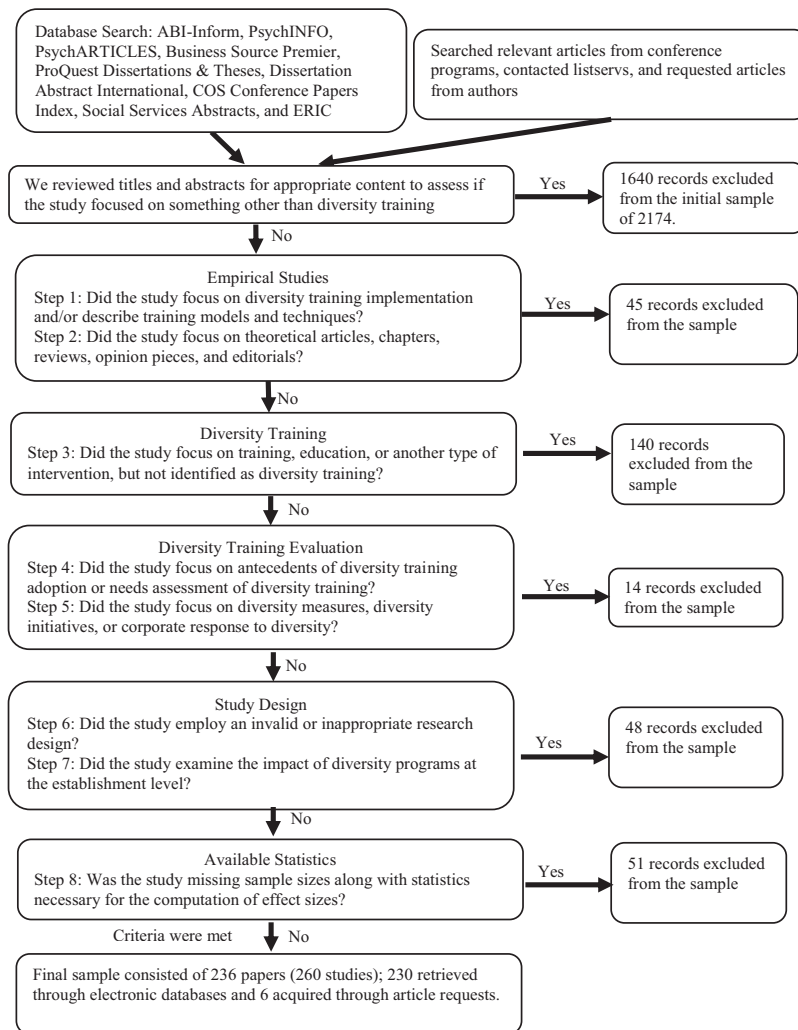 Database Search: ABI-Inform, PsychINFO,
PsychARTICLES, Business Source Premier,
ProQuest Dissertations & Theses, Dissertation
Abstract International, COS Conference Papers
Index, Social Services Abstracts, and ERIC
Searched relevant articles from conference
programs, contacted listservs, and requested articles
from authors
We reviewed titles and abstracts for appropriate content to assess if
the study focused on something other than diversity training
Yes
1640 records excluded
from the initial sample
of 2174.
No
Empirical Studies
Step 1: Did the study focus on diversity training implementation
and/or describe training models and techniques?
Step 2: Did the study focus on theoretical articles, chapters,
reviews, opinion pieces, and editorials?
Yes
45 records excluded
from the sample
No
Diversity Training
Step 3: Did the study focus on training, education, or another type of
intervention, but not identified as diversity training?
Yes
140 records
excluded from the
sample
No
Diversity Training Evaluation
Step 4: Did the study focus on antecedents of diversity training
adoption or needs assessment of diversity training?
Step 5: Did the study focus on diversity measures, diversity
initiatives, or corporate response to diversity?
Yes
14 records excluded
from the sample
No
Study Design
Step 6: Did the study employ an invalid or inappropriate research
design?
Step 7: Did the study examine the impact of diversity programs at
the establishment level?
Yes
48 records excluded
from the sample
No
Available Statistics
Step 8: Was the study missing sample sizes along with statistics
necessary for the computation of effect sizes?
Yes
51 records excluded
from the sample
Criteria were met
No
Final sample consisted of 236 papers (260 studies); 230 retrieved
through electronic databases and 6 acquired through article requests.